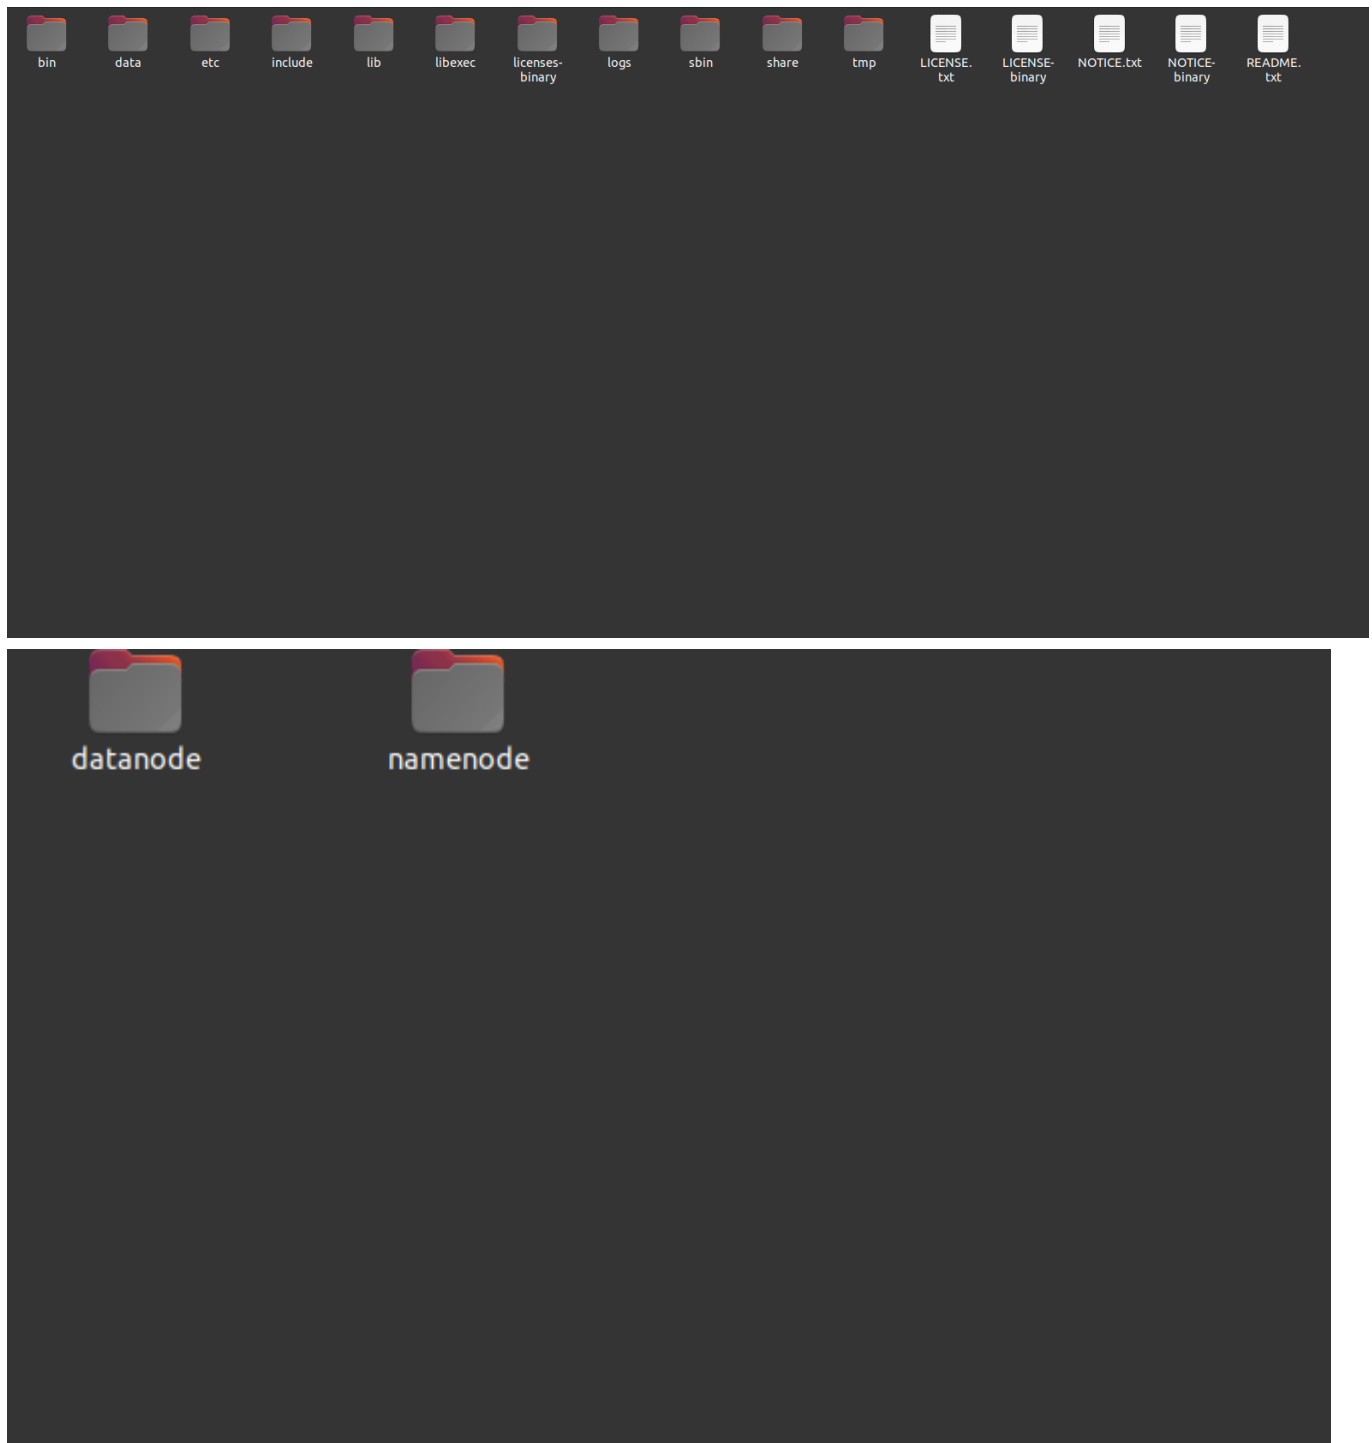 bin data etc include lib libexec licenses-binary logs sbin share tmp LICENSE.txt LICENSE-binary NOTICE.txt NOTICE-binary README.txt
datanode namenode